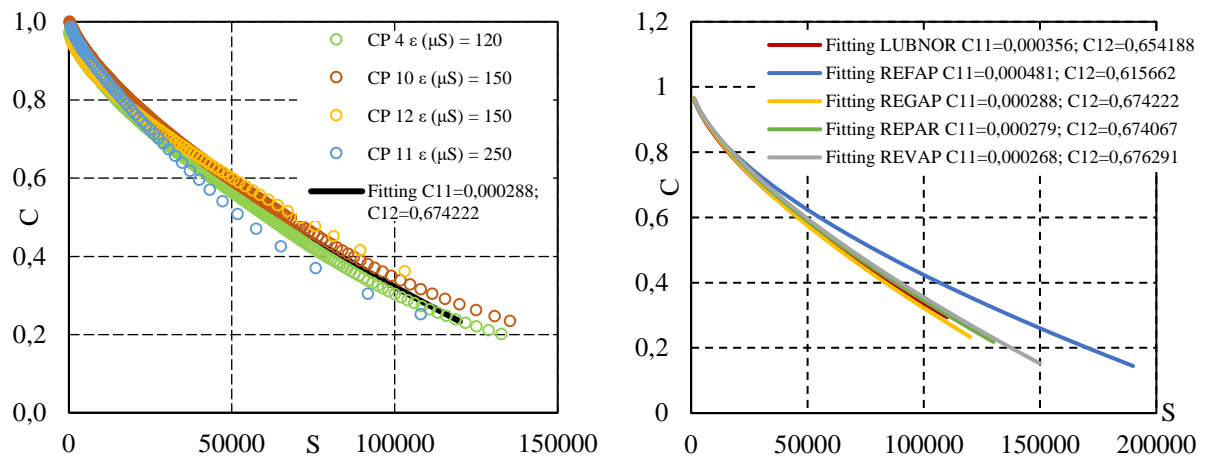 1,0
0,8
0,6
0,4
0,2
0,0
C
0
50000
100000
150000
S
CP 4 ε (µS) = 120
CP 10 ε (µS) = 150
CP 12 ε (µS) = 150
CP 11 ε (µS) = 250
Fitting C11=0,000288;
C12=0,674222
1,2
1
0,8
0,6
0,4
0,2
0
C
0
50000
100000
150000
200000
S
Fitting LUBNOR C11=0,000356; C12=0,654188
Fitting REFAP C11=0,000481; C12=0,615662
Fitting REGAP C11=0,000288; C12=0,674222
Fitting REPAR C11=0,000279; C12=0,674067
Fitting REVAP C11=0,000268; C12=0,676291